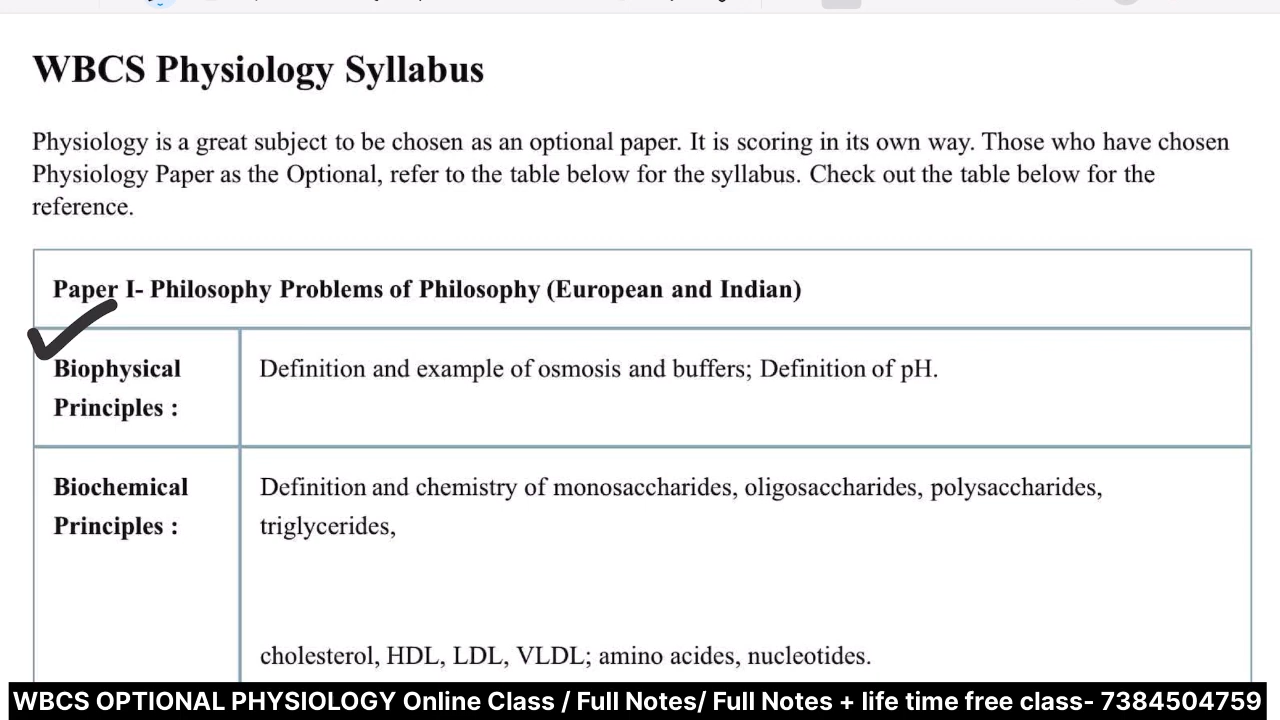 WBCS Physiology Syllabus
Physiology is a great subject to be chosen as an optional paper. It is scoring in its own way. Those who have chosen
Physiology Paper as the Optional, refer to the table below for the syllabus. Check out the table below for the
reference.
Paper I- Philosophy Problems of Philosophy (European and Indian)
Biophysical
Principles :
Definition and example of osmosis and buffers; Definition of pH.
Biochemical
Principles :
Definition and chemistry of monosaccharides, oligosaccharides, polysaccharides,
triglycerides,
cholesterol, HDL, LDL, VLDL; amino acides, nucleotides.
WBCS OPTIONAL PHYSIOLOGY Online Class / Full Notes/ Full Notes + life time free class- 7384504759